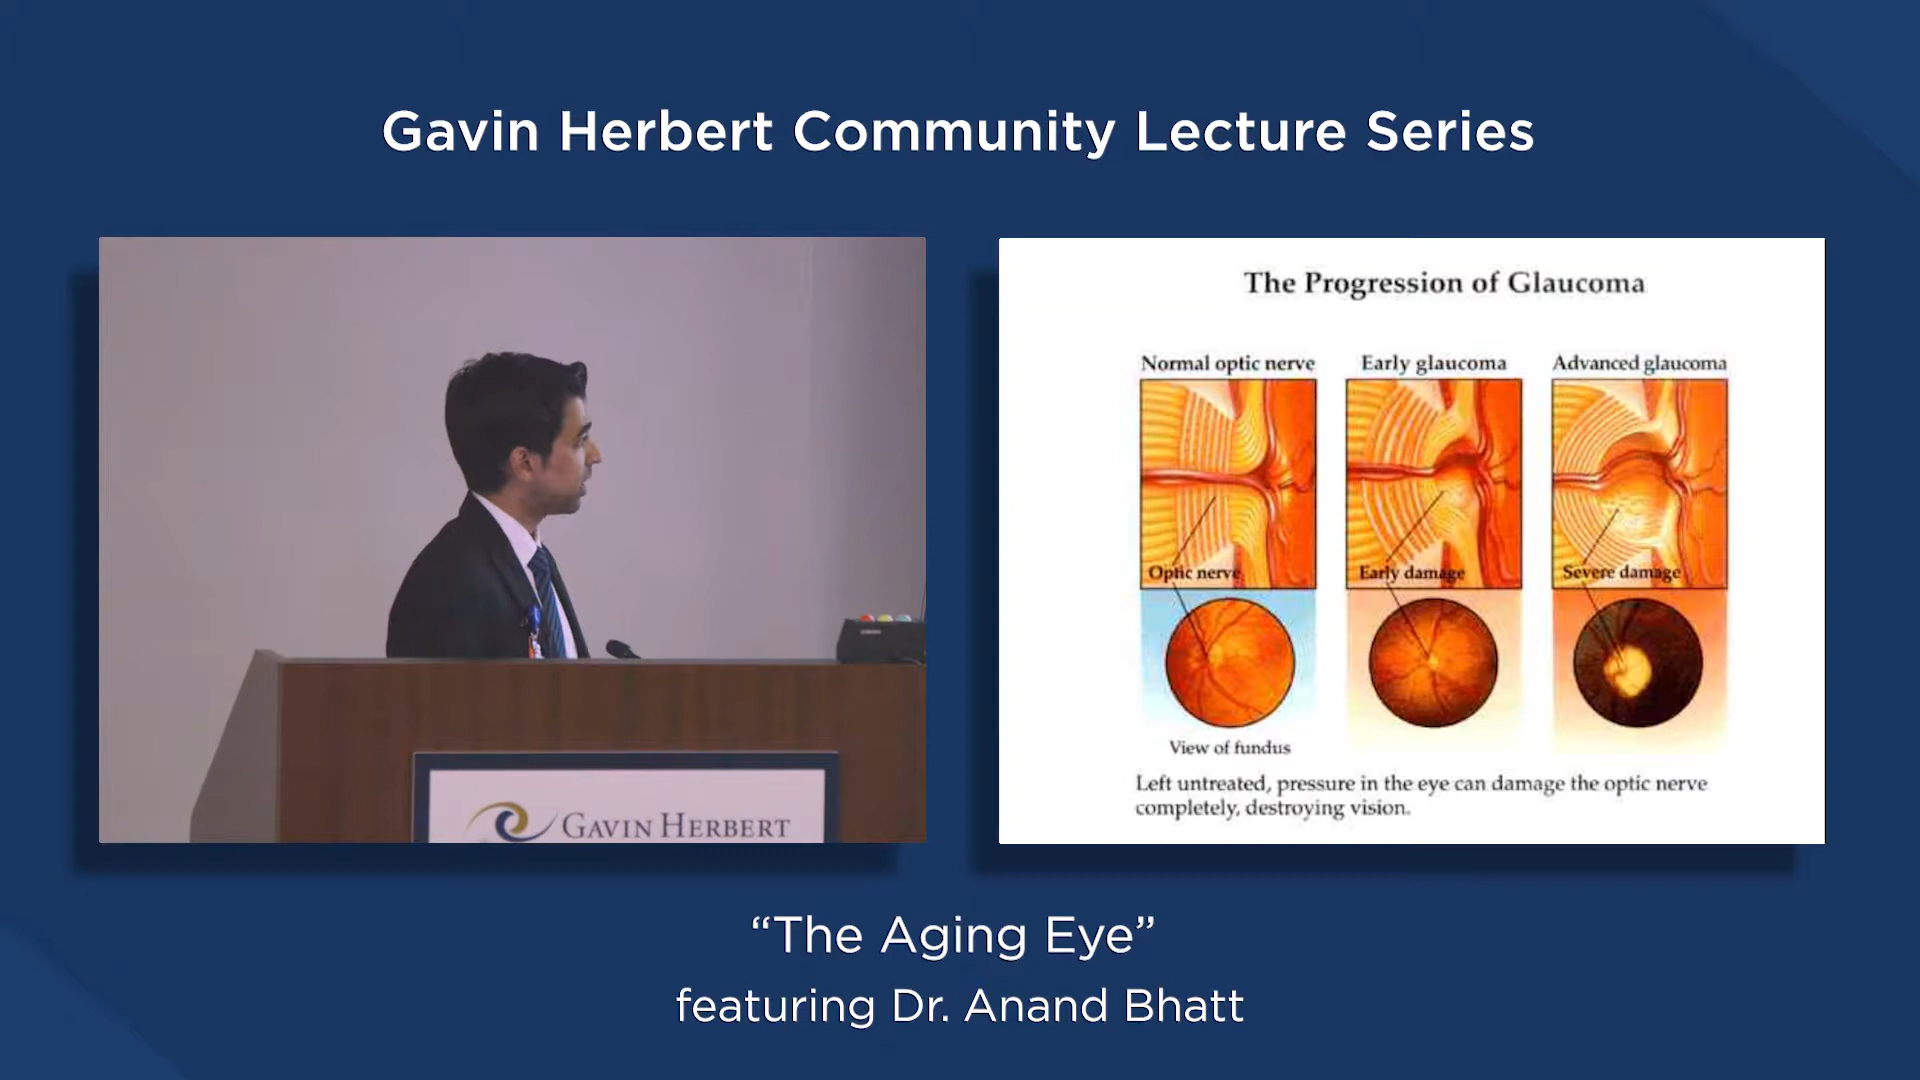 Gavin Herbert Community Lecture Series
GAVIN HERBERT
The Progression of Glaucoma
Normal optic nerve
Early glaucoma
Advanced glaucoma
Optic nerve
Early damage
Severe damage
View of fundus
Left untreated, pressure in the eye can damage the optic nerve
completely, destroying vision.
“The Aging Eye”
featuring Dr. Anand Bhatt